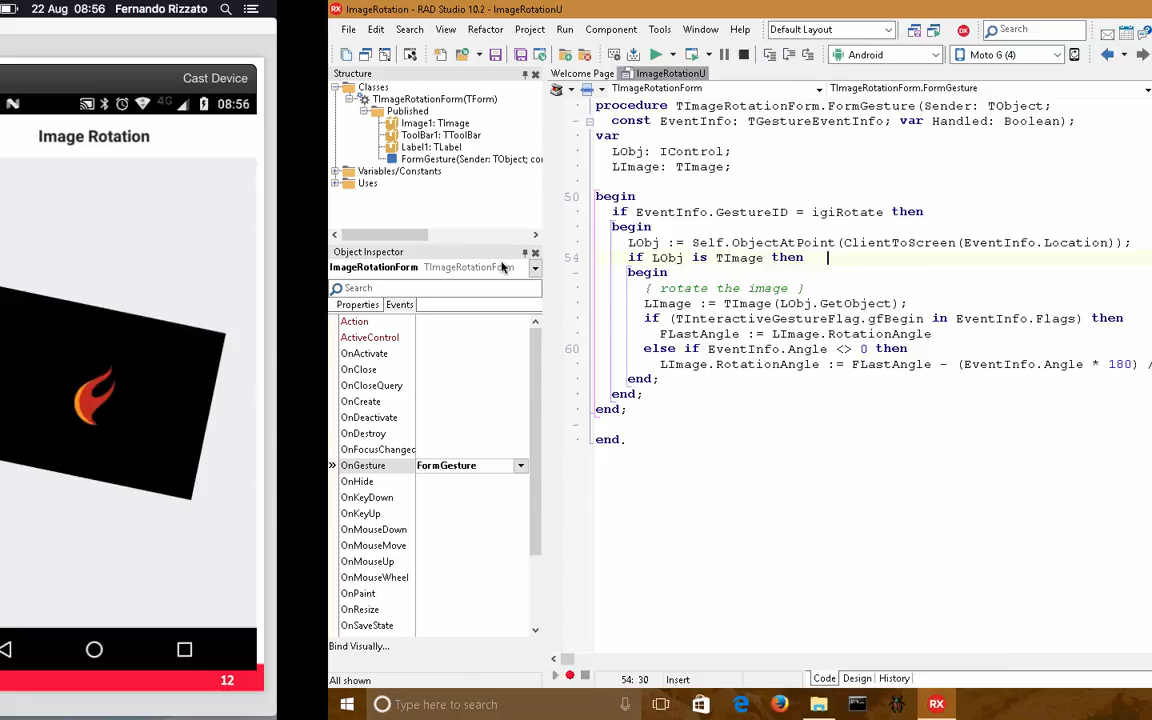 22 Aug 08:56 Fernando Rizzato
Cast Device
4G 08:56
Image Rotation
12
ImageRotation - RAD Studio 10.2 - ImageRotationU
File Edit Search View Refactor Project Run Component Tools Window Help Default Layout Search
Android Moto G (4)
Structure
Classes
TImageRotationForm(TForm)
Published
Image1: TImage
ToolBar1: TToolBar
Label1: TLabel
FormGesture(Sender: TObject; co
Variables/Constants
Uses
Object Inspector
ImageRotationForm TImageRotationForm
Search
Properties Events
Action
ActiveControl
OnActivate
OnClose
OnCloseQuery
OnCreate
OnDeactivate
OnDestroy
OnFocusChanged
OnGesture FormGesture
OnHide
OnKeyDown
OnKeyUp
OnMouseDown
OnMouseMove
OnMouseUp
OnMouseWheel
OnPaint
OnResize
OnSaveState
Bind Visually...
All shown
Welcome Page ImageRotationU
TImageRotationForm TImageRotationForm.FormGesture
procedure TImageRotationForm.FormGesture(Sender: TObject;
const EventInfo: TGestureEventInfo; var Handled: Boolean);
var
LObj: IControl;
LImage: TImage;
50 begin
if EventInfo.GestureID = igiRotate then
begin
LObj := Self.ObjectAtPoint(ClientToScreen(EventInfo.Location));
54 if LObj is TImage then
begin
{ rotate the image }
LImage := TImage(LObj.GetObject);
if (TInteractiveGestureFlag.gfBegin in EventInfo.Flags) then
FLastAngle := LImage.RotationAngle
60 else if EventInfo.Angle <> 0 then
LImage.RotationAngle := FLastAngle - (EventInfo.Angle * 180) /
end;
end;
end;
end.
54: 30 Insert Code Design History
Type here to search
RX